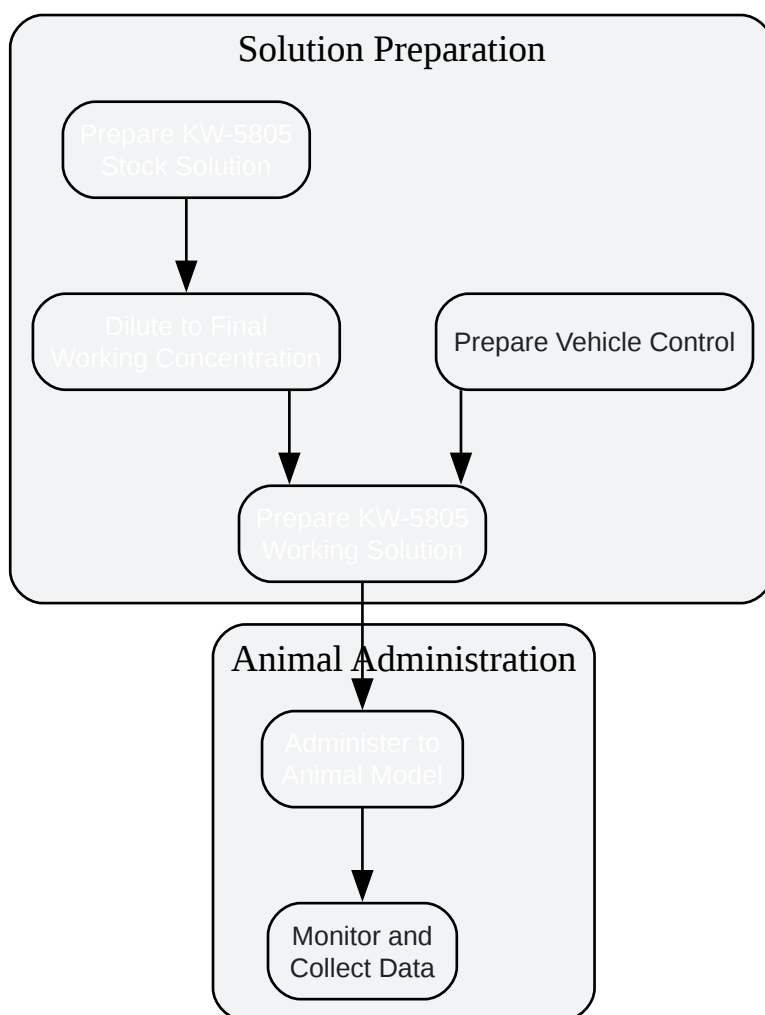 Solution Preparation
Prepare KW-5805
Stock Solution
Dilute to Final
Working Concentration
Prepare Vehicle Control
Prepare KW-5805
Working Solution
Animal Administration
Administer to
Animal Model
Monitor and
Collect Data